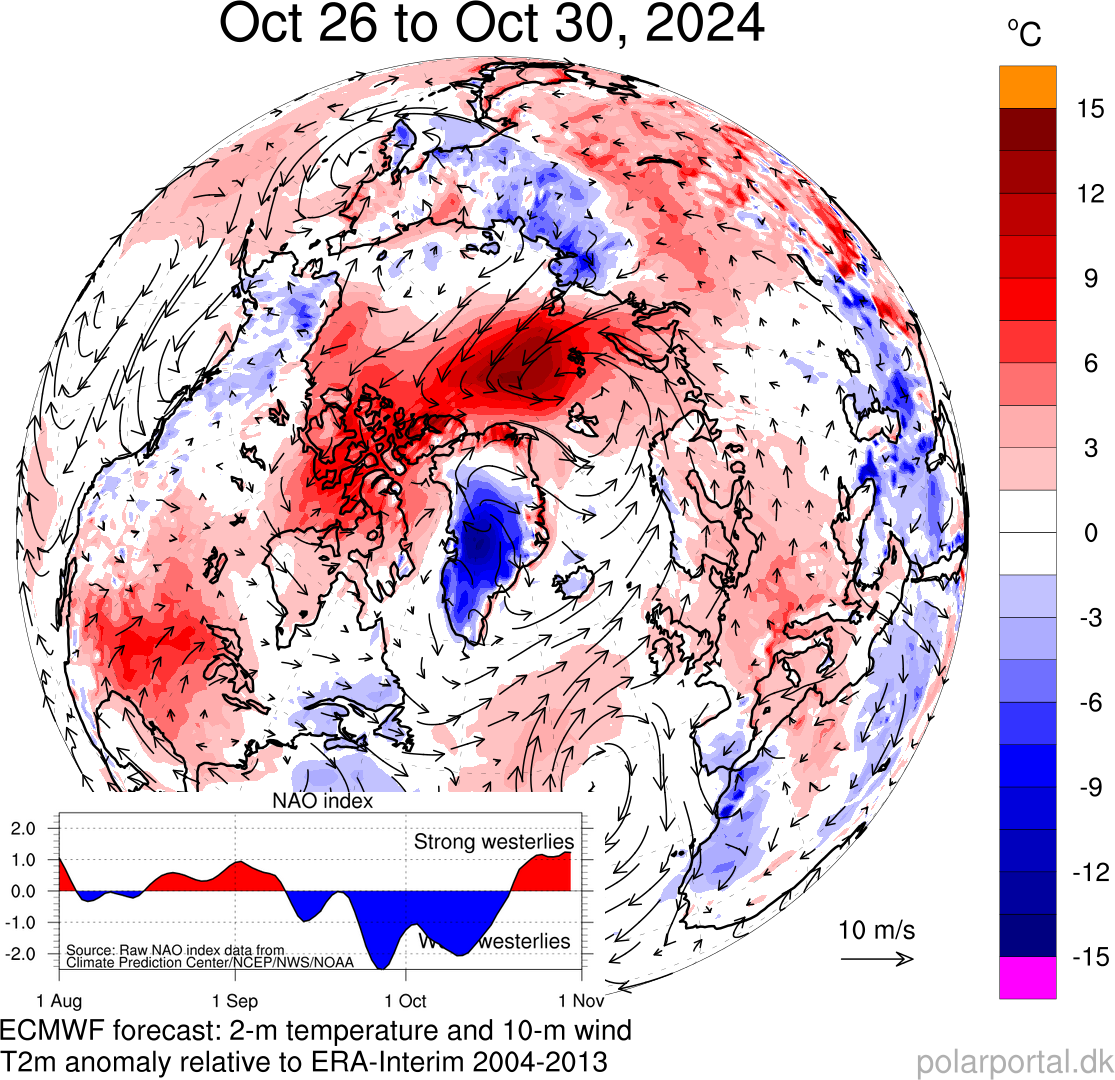 Oct 26 to Oct 30, 2024
°C
15
12
9
6
3
0
-3
-6
-9
-12
-15
10 m/s
NAO index
2.0
1.0
0.0
-1.0
-2.0
Strong westerlies
westerlies
Source: Raw NAO index data from
Climate Prediction Center/NCEP/NWS/NOAA
1 Aug
1 Sep
1 Oct
1 Nov
ECMWF forecast: 2-m temperature and 10-m wind
T2m anomaly relative to ERA-Interim 2004-2013
polarportal.dk